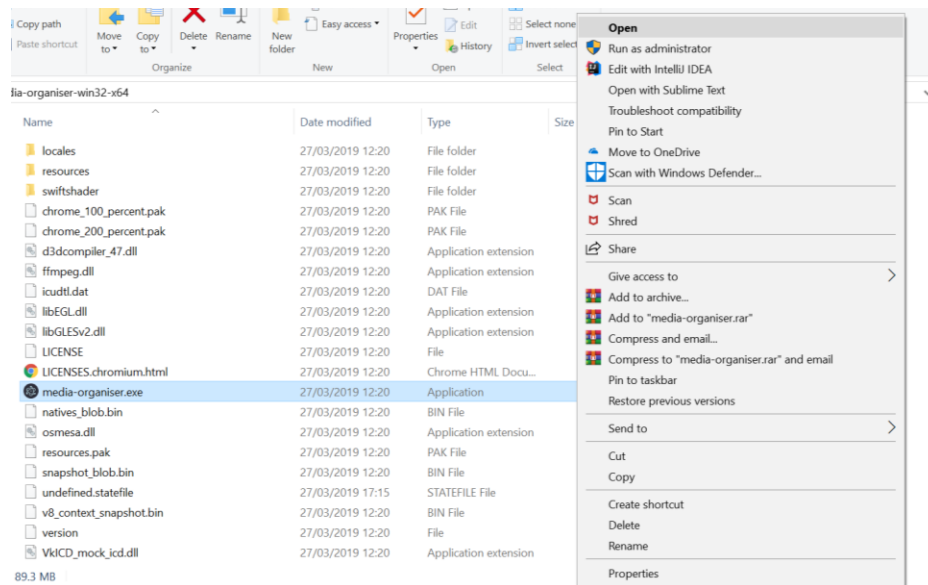 Copy path
Paste shortcut
Move to
Copy to
Delete
Rename
New folder
Easy access
Properties
Edit
History
Select none
Invert select
Organize
New
Open
Select
dia-organiser-win32-x64
Name Date modified Type Size
locales 27/03/2019 12:20 File folder
resources 27/03/2019 12:20 File folder
swiftshader 27/03/2019 12:20 File folder
chrome_100_percent.pak 27/03/2019 12:20 PAK File
chrome_200_percent.pak 27/03/2019 12:20 PAK File
d3dcompiler_47.dll 27/03/2019 12:20 Application extension
ffmpeg.dll 27/03/2019 12:20 Application extension
icudtl.dat 27/03/2019 12:20 DAT File
libEGL.dll 27/03/2019 12:20 Application extension
libGLESv2.dll 27/03/2019 12:20 Application extension
LICENSE 27/03/2019 12:20 File
LICENSES.chromium.html 27/03/2019 12:20 Chrome HTML Docu...
media-organiser.exe 27/03/2019 12:20 Application
natives_blob.bin 27/03/2019 12:20 BIN File
osmesa.dll 27/03/2019 12:20 Application extension
resources.pak 27/03/2019 12:20 PAK File
snapshot_blob.bin 27/03/2019 12:20 BIN File
undefined.statefile 27/03/2019 17:15 STATEFILE File
v8_context_snapshot.bin 27/03/2019 12:20 BIN File
version 27/03/2019 12:20 File
VkICD_mock_icd.dll 27/03/2019 12:20 Application extension
89.3 MB
Open
Run as administrator
Edit with IntelliJ IDEA
Open with Sublime Text
Troubleshoot compatibility
Pin to Start
Move to OneDrive
Scan with Windows Defender...
Scan
Shred
Share
Give access to
Add to archive...
Add to "media-organiser.rar"
Compress and email...
Compress to "media-organiser.rar" and email
Pin to taskbar
Restore previous versions
Send to
Cut
Copy
Create shortcut
Delete
Rename
Properties